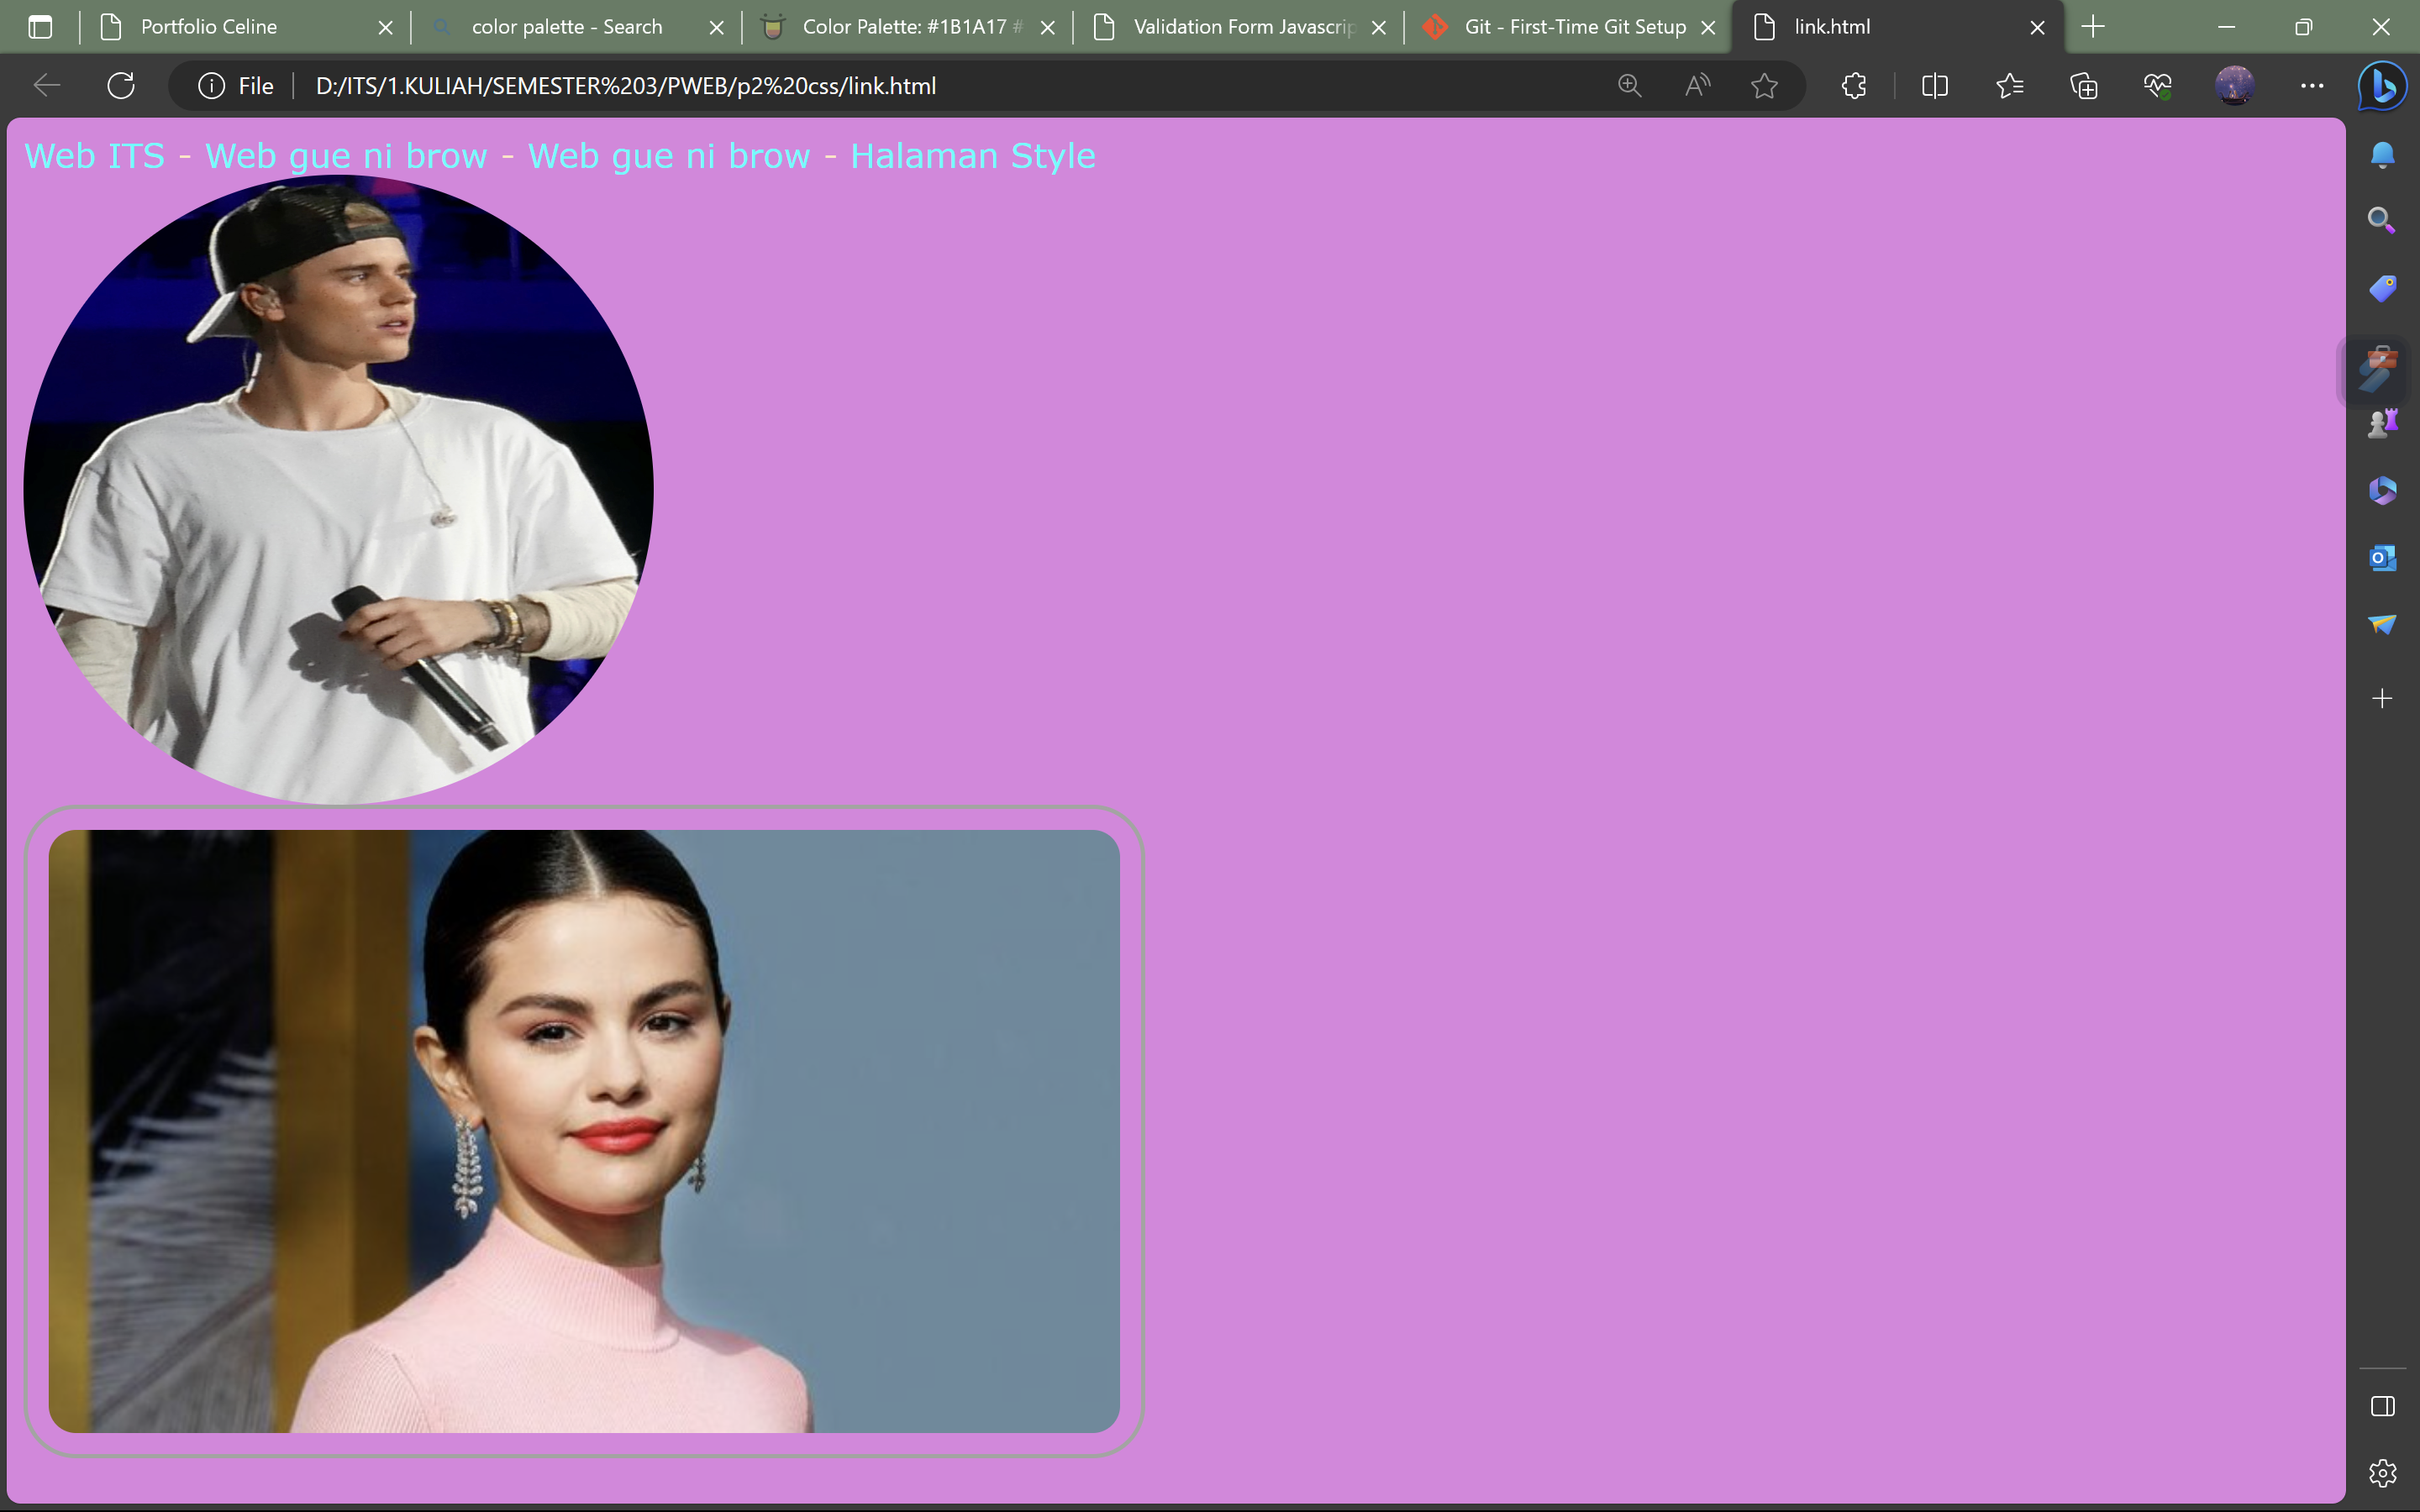 Portfolio Celine
color palette - Search
Color Palette: #1B1A17 #
Validation Form Javascrip
Git - First-Time Git Setup
link.html
File
D:/ITS/1.KULIAH/SEMESTER%203/PWEB/p2%20css/link.html
Web ITS - Web gue ni brow - Web gue ni brow - Halaman Style